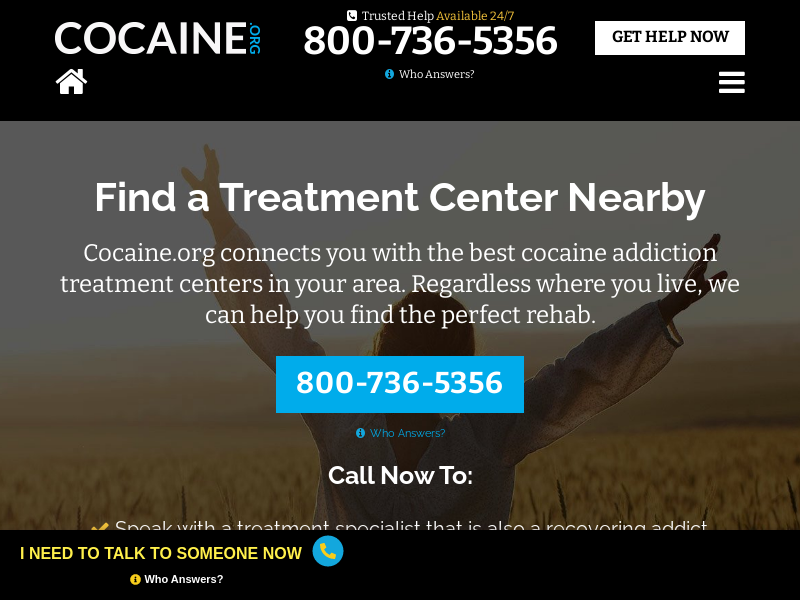 COCAINE.ORG
Trusted Help Available 24/7
800-736-5356
Who Answers?
GET HELP NOW
Find a Treatment Center Nearby
Cocaine.org connects you with the best cocaine addiction
treatment centers in your area. Regardless where you live, we
can help you find the perfect rehab.
800-736-5356
Who Answers?
Call Now To:
Speak with a treatment specialist that is also a recovering addict
I NEED TO TALK TO SOMEONE NOW
Who Answers?